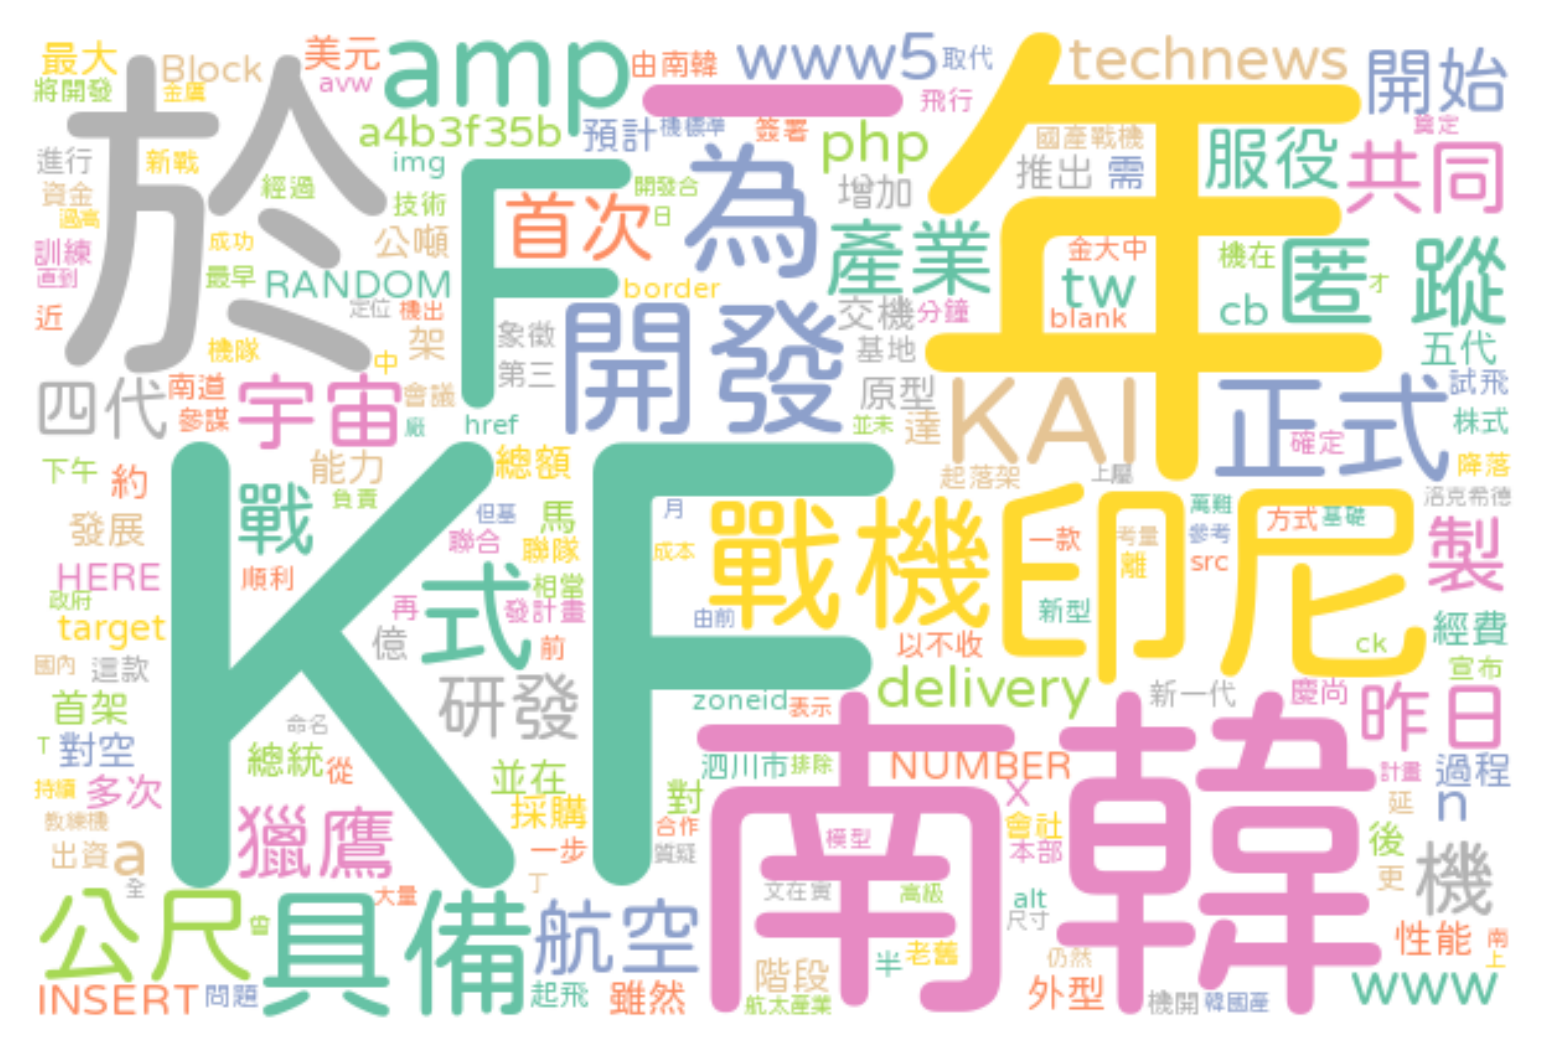 最大
Block
美元
amp
由南韓
www5
取代
technews
開始
將開發
金鷹
avw
一
飛行
年
於
a4b3f35b
預計
機標準
簽署
php
國產戰機
服役
共同
進行
新戰
img
F
首次
開發合
為
增加
推出
需
資金
經過
技術
日
過高
成功
公噸
產業
金大中
機在
匿
蹤
訓練
直到
最早
RANDOM
border
tw
才
近
定位
機出
交機
分鐘
blank
cb
機隊
中
架
象徵
開發
基地
五代
四代
南道
宇宙
會議
第三
原型
KAI
正式
試飛
參謀
廠
href
並未
達
確定
株式
下午
約
能力
總額
起落架
上屬
降落
KF
戰
負責
但基
馬
月
戰機
印尼
萬難
方式
基礎
洛克希德
發展
聯合
聯隊
成本
一款
考量
參考
製
HERE
順利
式
相當
離
src
政府
再
發計畫
由前
新型
target
億
前
以不收
ck
經費
國內
這款
研發
zoneid
表示
delivery
新一代
慶尚
宣布
首架
命名
南韓
昨日
T
對空
總統
從
並在
泗川市
排除
NUMBER
計畫
過程
持續
多次
採購
對
X
延
n
教練機
獵鷹
合作
模型
會社
出資
a
一步
質疑
本部
後
機
全
大量
丁
文在寅
高級
alt
更
公尺
曾
具備
航空
尺寸
性能
南
半
老舊
仍然
上
INSERT
問題
起飛
雖然
階段
航太產業
外型
機開
韓國產
www